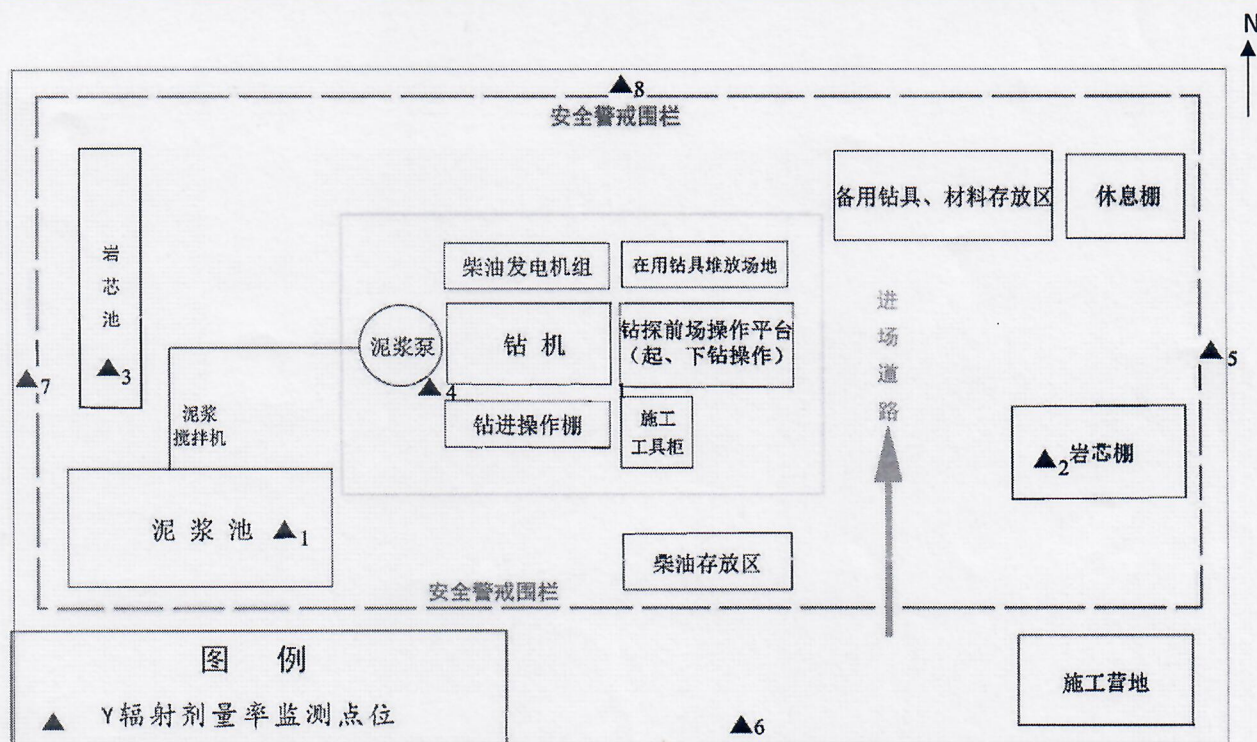 N
8
安全警戒围栏
备用钻具、材料存放区
休息棚
岩芯池
3
7
柴油发电机组
在用钻具堆放场地
泥浆泵
4
钻 机
钻探前场操作平台
(起、下钻操作)
进场道路
5
泥浆
搅拌机
钻进操作棚
施工
工具柜
2
岩芯棚
泥 浆 池
1
柴油存放区
安全警戒围栏
施工营地
6
图 例
γ辐射剂量率监测点位